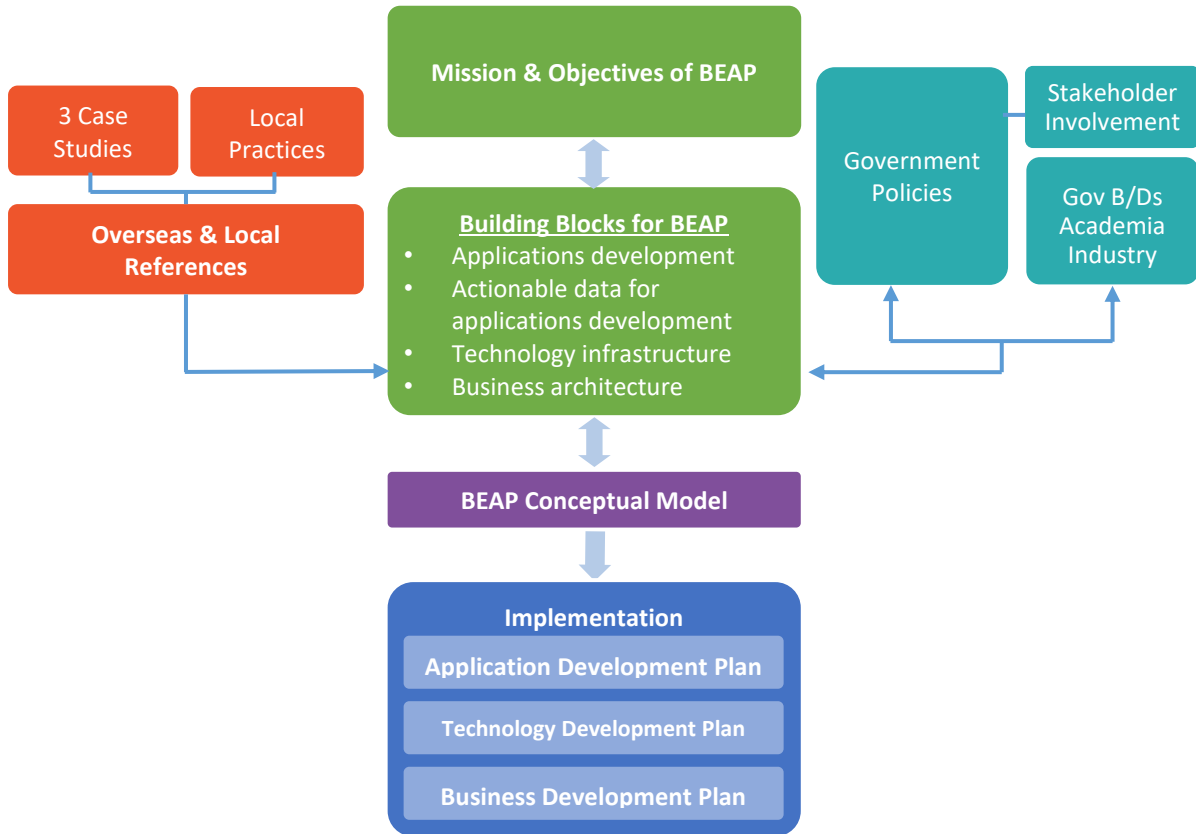 Mission & Objectives of BEAP
3 Case
Studies
Local
Practices
Overseas & Local
References
Building Blocks for BEAP
• Applications development
• Actionable data for
applications development
• Technology infrastructure
• Business architecture
Government
Policies
Stakeholder
Involvement
Gov B/Ds
Academia
Industry
BEAP Conceptual Model
Implementation
Application Development Plan
Technology Development Plan
Business Development Plan